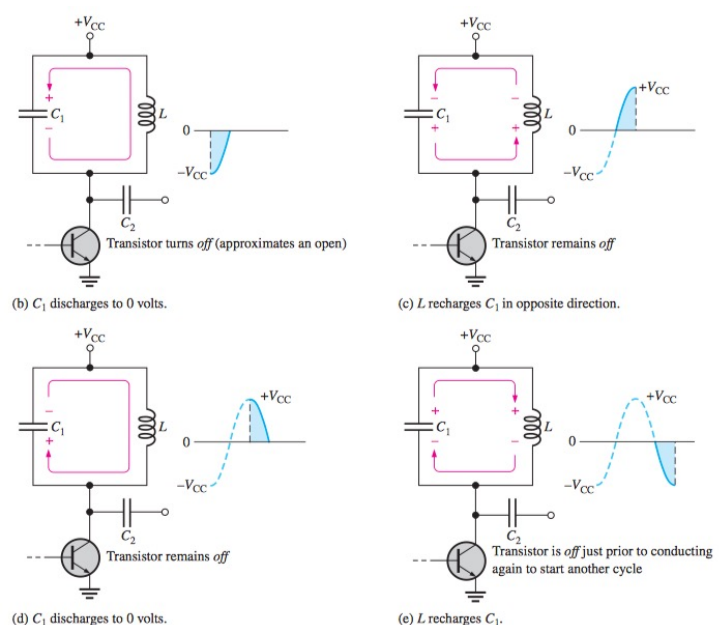 +VCC
+
C1
−
L
0
−VCC
C2
Transistor turns off (approximates an open)
(b) C1 discharges to 0 volts.
+VCC
− −
C1
+ +
L
+VCC
0
−VCC
C2
Transistor remains off
(c) L recharges C1 in opposite direction.
+VCC
−
C1
+
L
+VCC
0
−VCC
C2
Transistor remains off
(d) C1 discharges to 0 volts.
+VCC
+ +
C1
− −
L
+VCC
0
−VCC
C2
Transistor is off just prior to conducting
again to start another cycle
(e) L recharges C1.